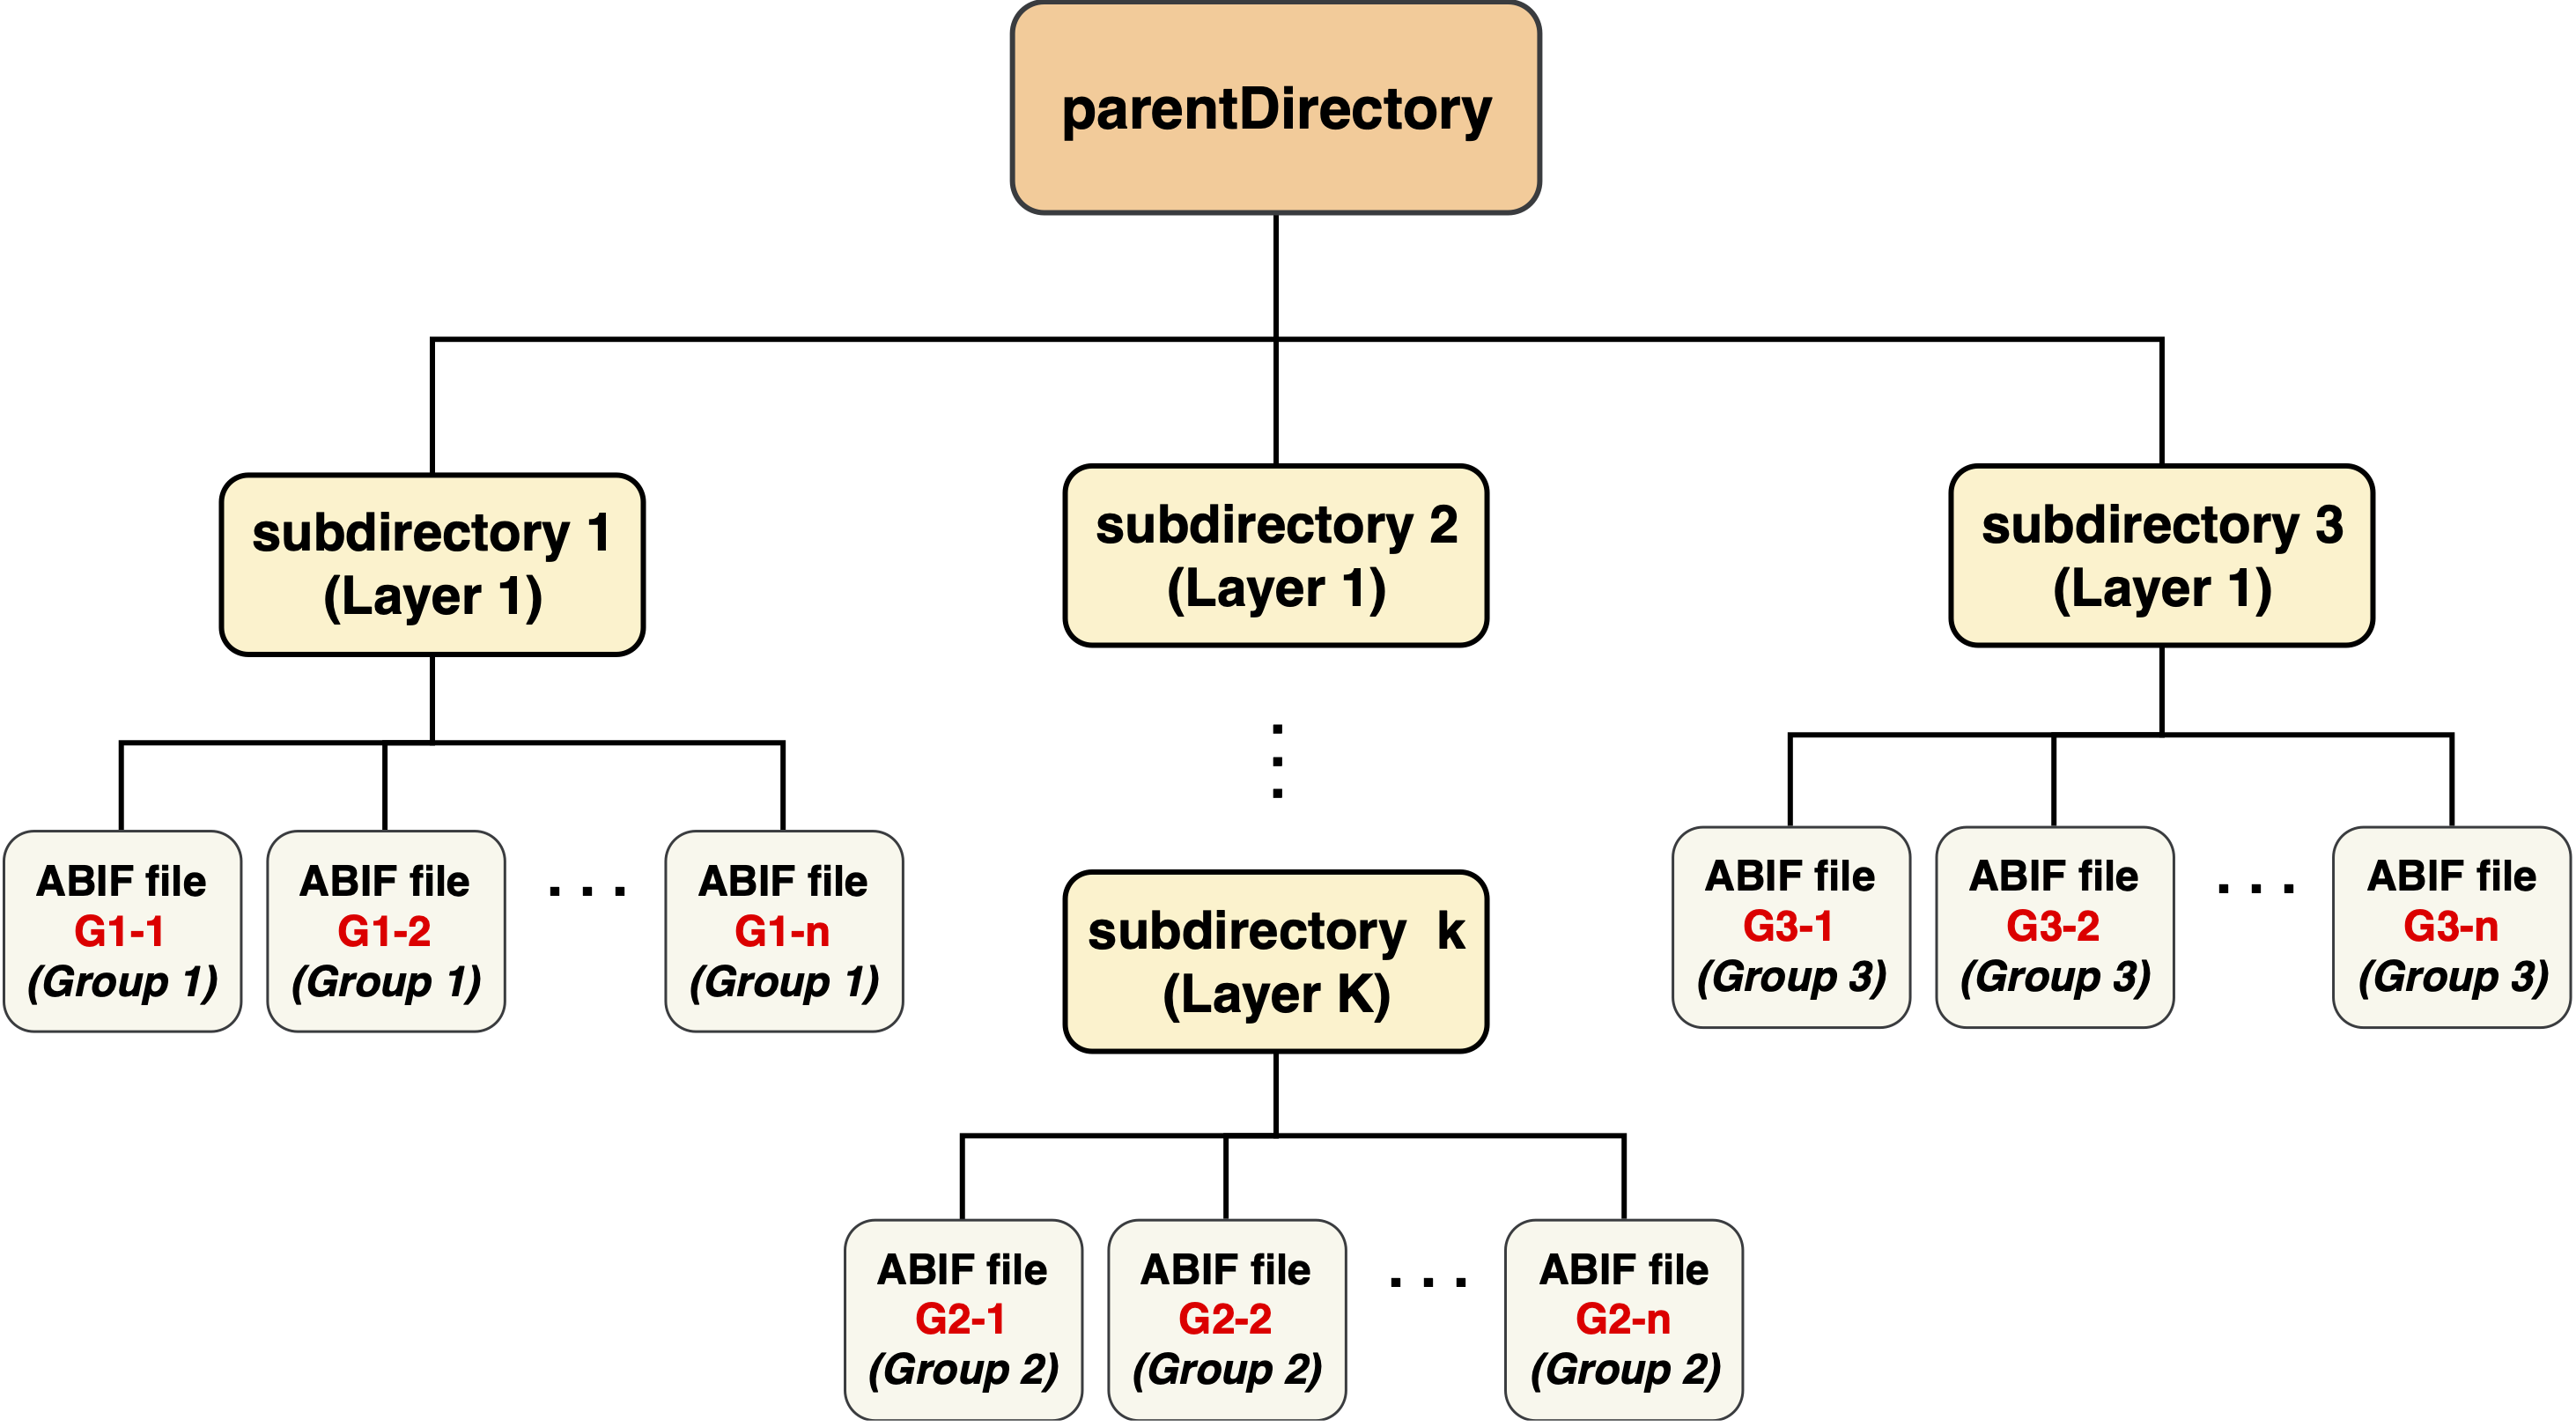 parentDirectory
subdirectory 1
(Layer 1)
subdirectory 2
(Layer 1)
subdirectory 3
(Layer 1)
ABIF file
G1-1
(Group 1)
ABIF file
G1-2
(Group 1)
. . .
ABIF file
G1-n
(Group 1)
.
.
.
subdirectory  k
(Layer K)
ABIF file
G3-1
(Group 3)
ABIF file
G3-2
(Group 3)
. . .
ABIF file
G3-n
(Group 3)
ABIF file
G2-1
(Group 2)
ABIF file
G2-2
(Group 2)
. . .
ABIF file
G2-n
(Group 2)